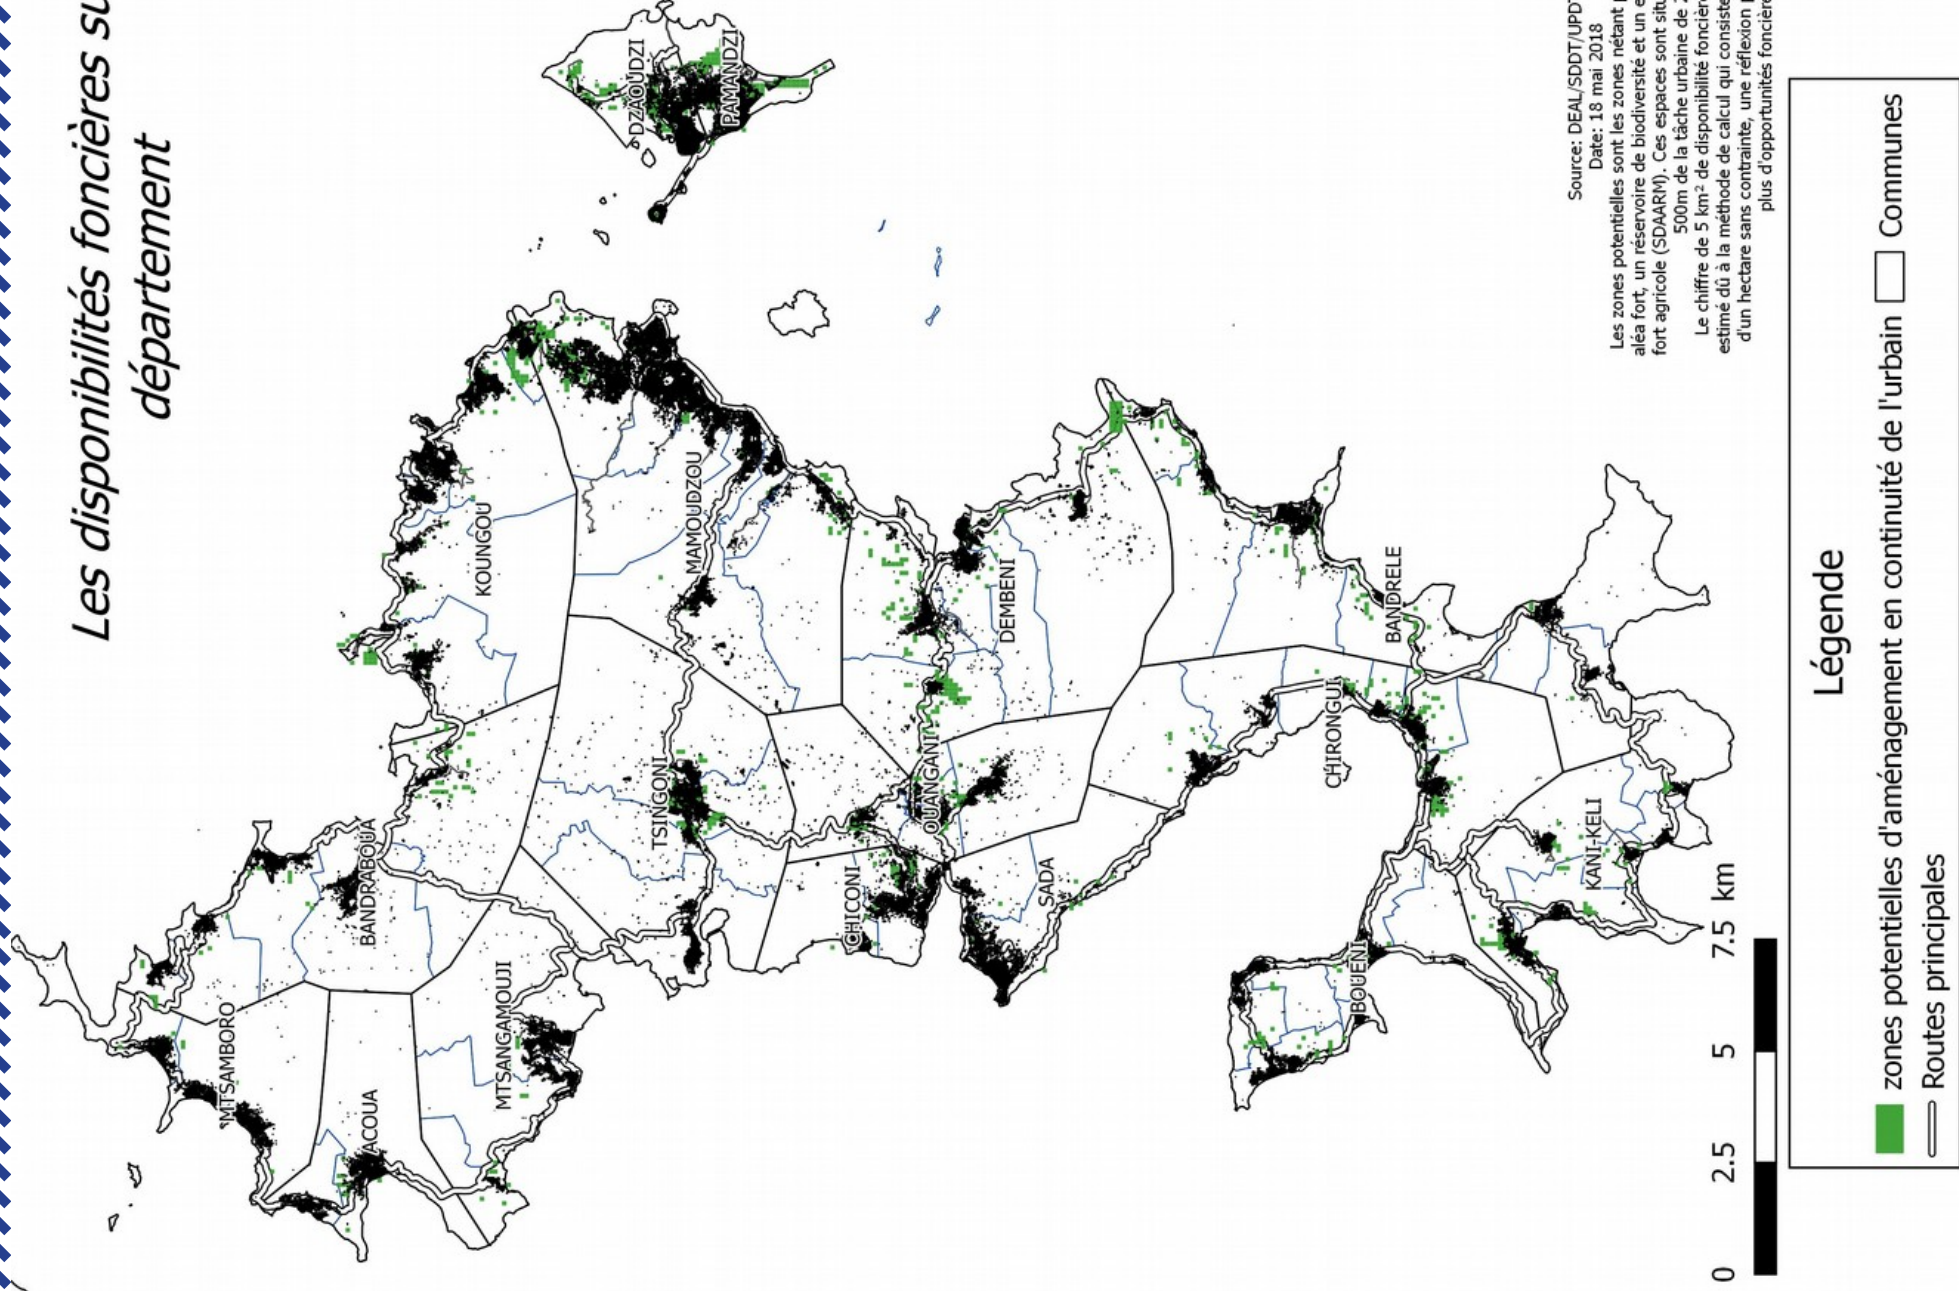 Les disponibilités foncières su
département
DZAOUDZI
PAMANDZI
KOUNGOU
MAMOUDZOU
DEMBENI
BANDRELE
TSINGONI
OUANGANI
CHIRONGUI
BANDRABOUA
CHICONI
SADA
KANI-KELI
MTSAMBORO
MTSANGAMOUJI
BOUENI
ACOUA
Source: DEAL/SDDT/UPDT
Date: 18 mai 2018
Les zones potentielles sont les zones n'étant p
aléa fort, un réservoire de biodiversité et un e
fort agricole (SDAARM). Ces espaces sont situ
500m de la tâche urbaine de 2
Le chiffre de 5 km² de disponibilité foncière
estimé dû à la méthode de calcul qui consiste
d'un hectare sans contrainte, une réflexion p
plus d'opportunités foncière
0 2.5 5 7.5 km
Légende
zones potentielles d'aménagement en continuité de l'urbain
Communes
Routes principales